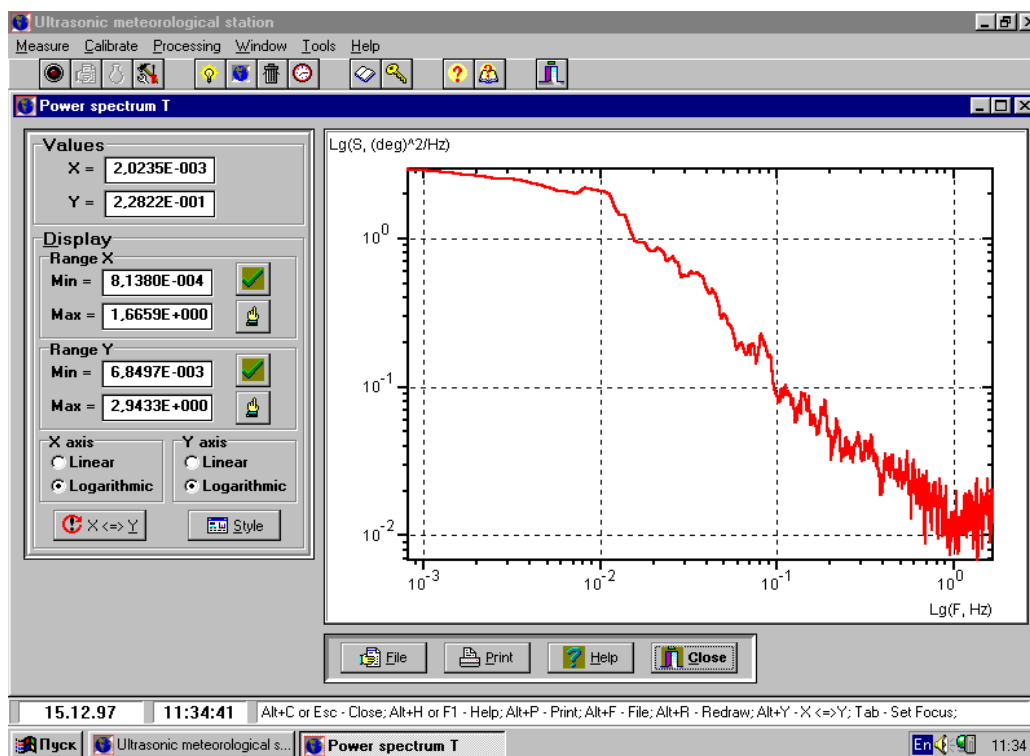 Ultrasonic meteorological station
Measure Calibrate Processing Window Tools Help
Power spectrum T
Values
X = 2,0235E-003
Y = 2,2822E-001
Display
Range X
Min = 8,1380E-004
Max = 1,6659E+000
Range Y
Min = 6,8497E-003
Max = 2,9433E+000
X axis
Linear
Logarithmic
Y axis
Linear
Logarithmic
X <=> Y
Style
Lg(S, (deg)^2/Hz)
10^0
10^-1
10^-2
10^-3 10^-2 10^-1 10^0
Lg(F, Hz)
File Print Help Close
15.12.97 11:34:41 Alt+C or Esc - Close; Alt+H or F1 - Help; Alt+P - Print; Alt+F - File; Alt+R - Redraw; Alt+Y - X <=>Y; Tab - Set Focus;
Пуск Ultrasonic meteorological s... Power spectrum T En 11:34